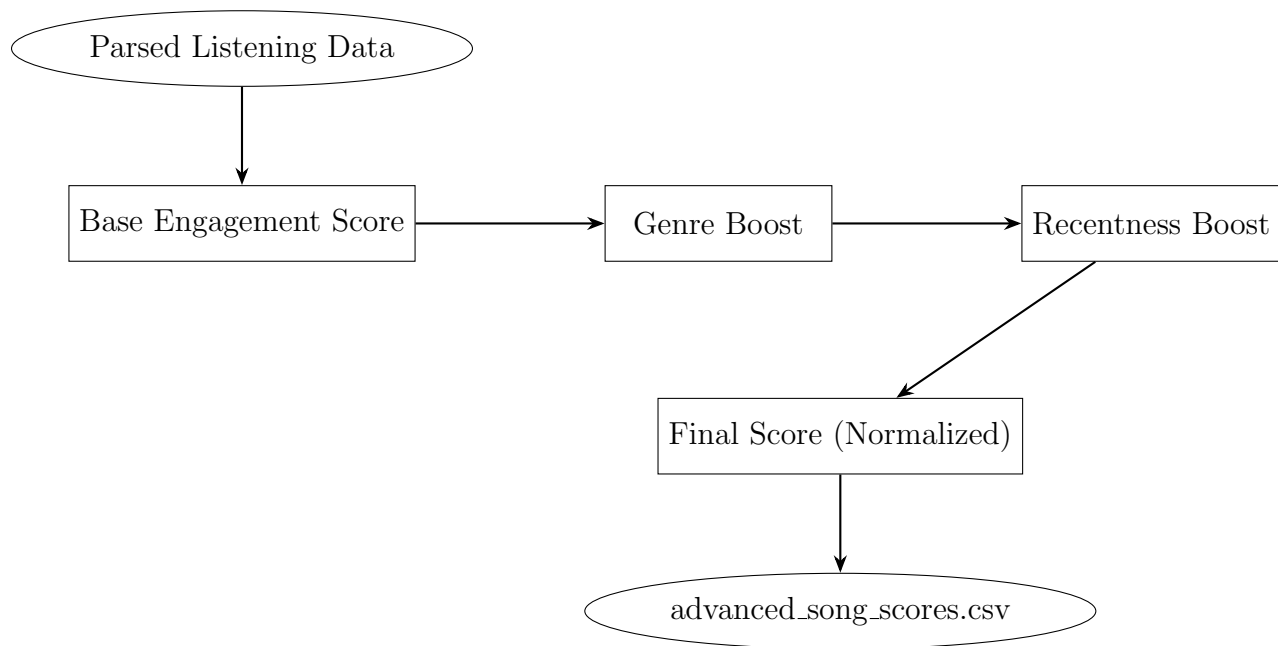 Parsed Listening Data
Base Engagement Score
Genre Boost
Recentness Boost
Final Score (Normalized)
advanced_song_scores.csv